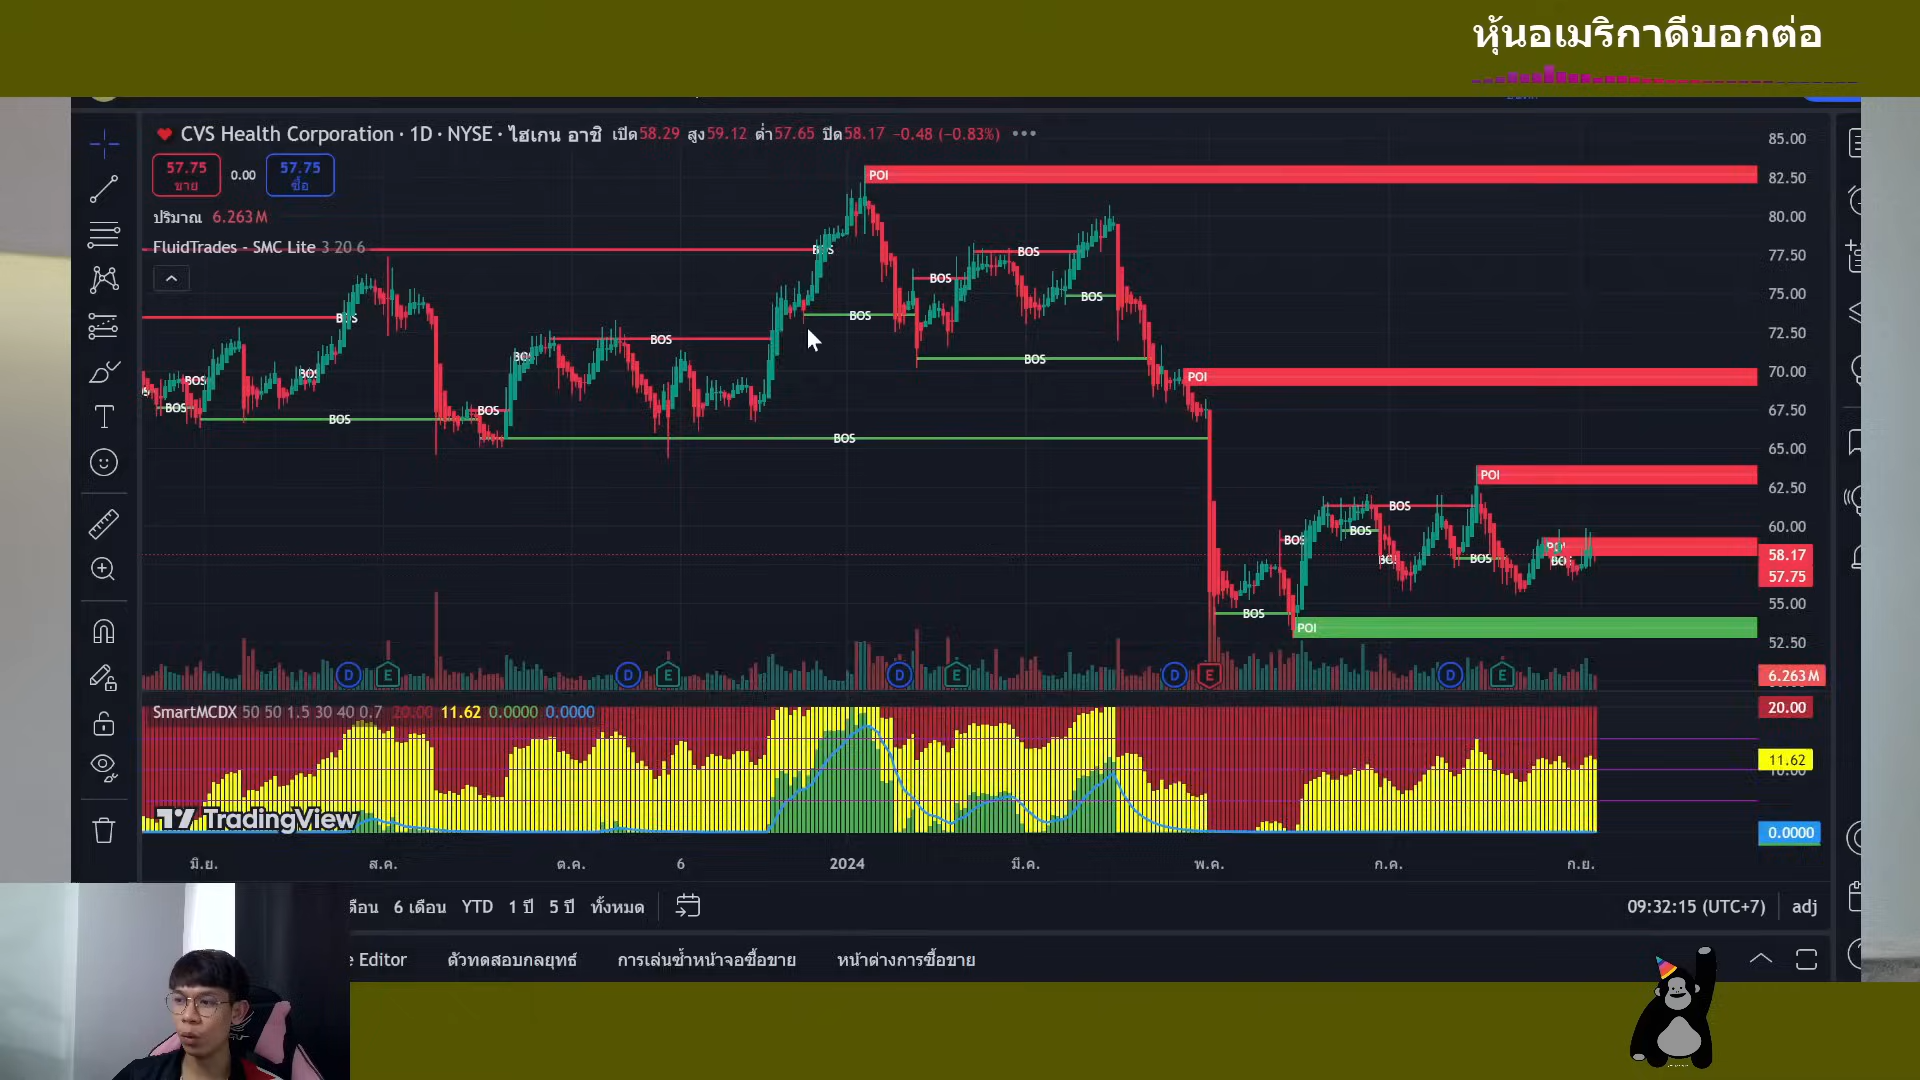 หุ้นอเมริกาดีบอกต่อ
CVS Health Corporation · 1D · NYSE · ไฮเกน อาชิ เปิด58.29 สูง59.12 ต่ำ57.65 ปิด58.17 −0.48 (−0.83%)
57.75 ขาย 0.00 57.75 ซื้อ
ปริมาณ 6.263M
FluidTrades - SMC Lite 3 20 6
85.00
82.50
80.00
77.50
75.00
72.50
70.00
67.50
65.00
62.50
60.00
58.17
57.75
55.00
52.50
6.263M
POI
BOS
BOS
BOS
BOS
BOS
BOS
BOS
BOS
BOS
BOS
BOS
POI
BOS
BOS
BOS
BOS
BOS
POI
BOS
BOS
BOS
BOS
BOS
BOS
POI
D E D E D E D E D E
SmartMCDX 50 50 1.5 30 40 0.7 20.00 11.62 0.0000 0.0000
20.00
11.62
10.00
0.0000
TradingView
มิ.ย. ส.ค. ต.ค. 6 2024 มี.ค. พ.ค. ก.ค. ก.ย.
6 เดือน YTD 1 ปี 5 ปี ทั้งหมด 09:32:15 (UTC+7) adj
Editor ตัวทดสอบกลยุทธ์ การเล่นซ้ำหน้าจอซื้อขาย หน้าต่างการซื้อขาย